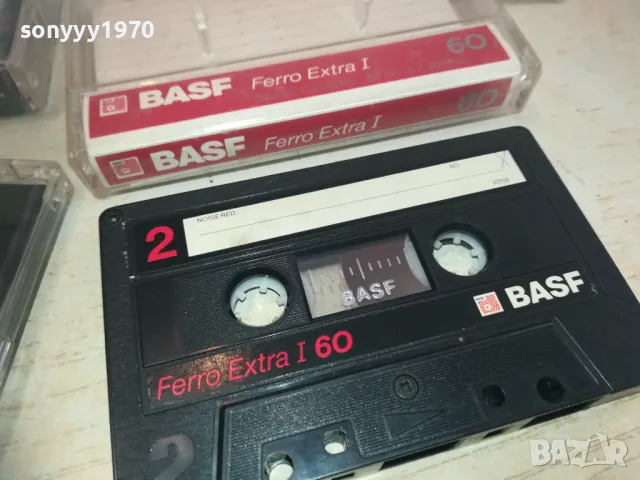 sonyyy1970
BASF Ferro Extra I 60
BASF Ferro Extra I 60
2
NOISE RED.:
NO
BASF
BASF
Ferro Extra I 60
2
BAZAR